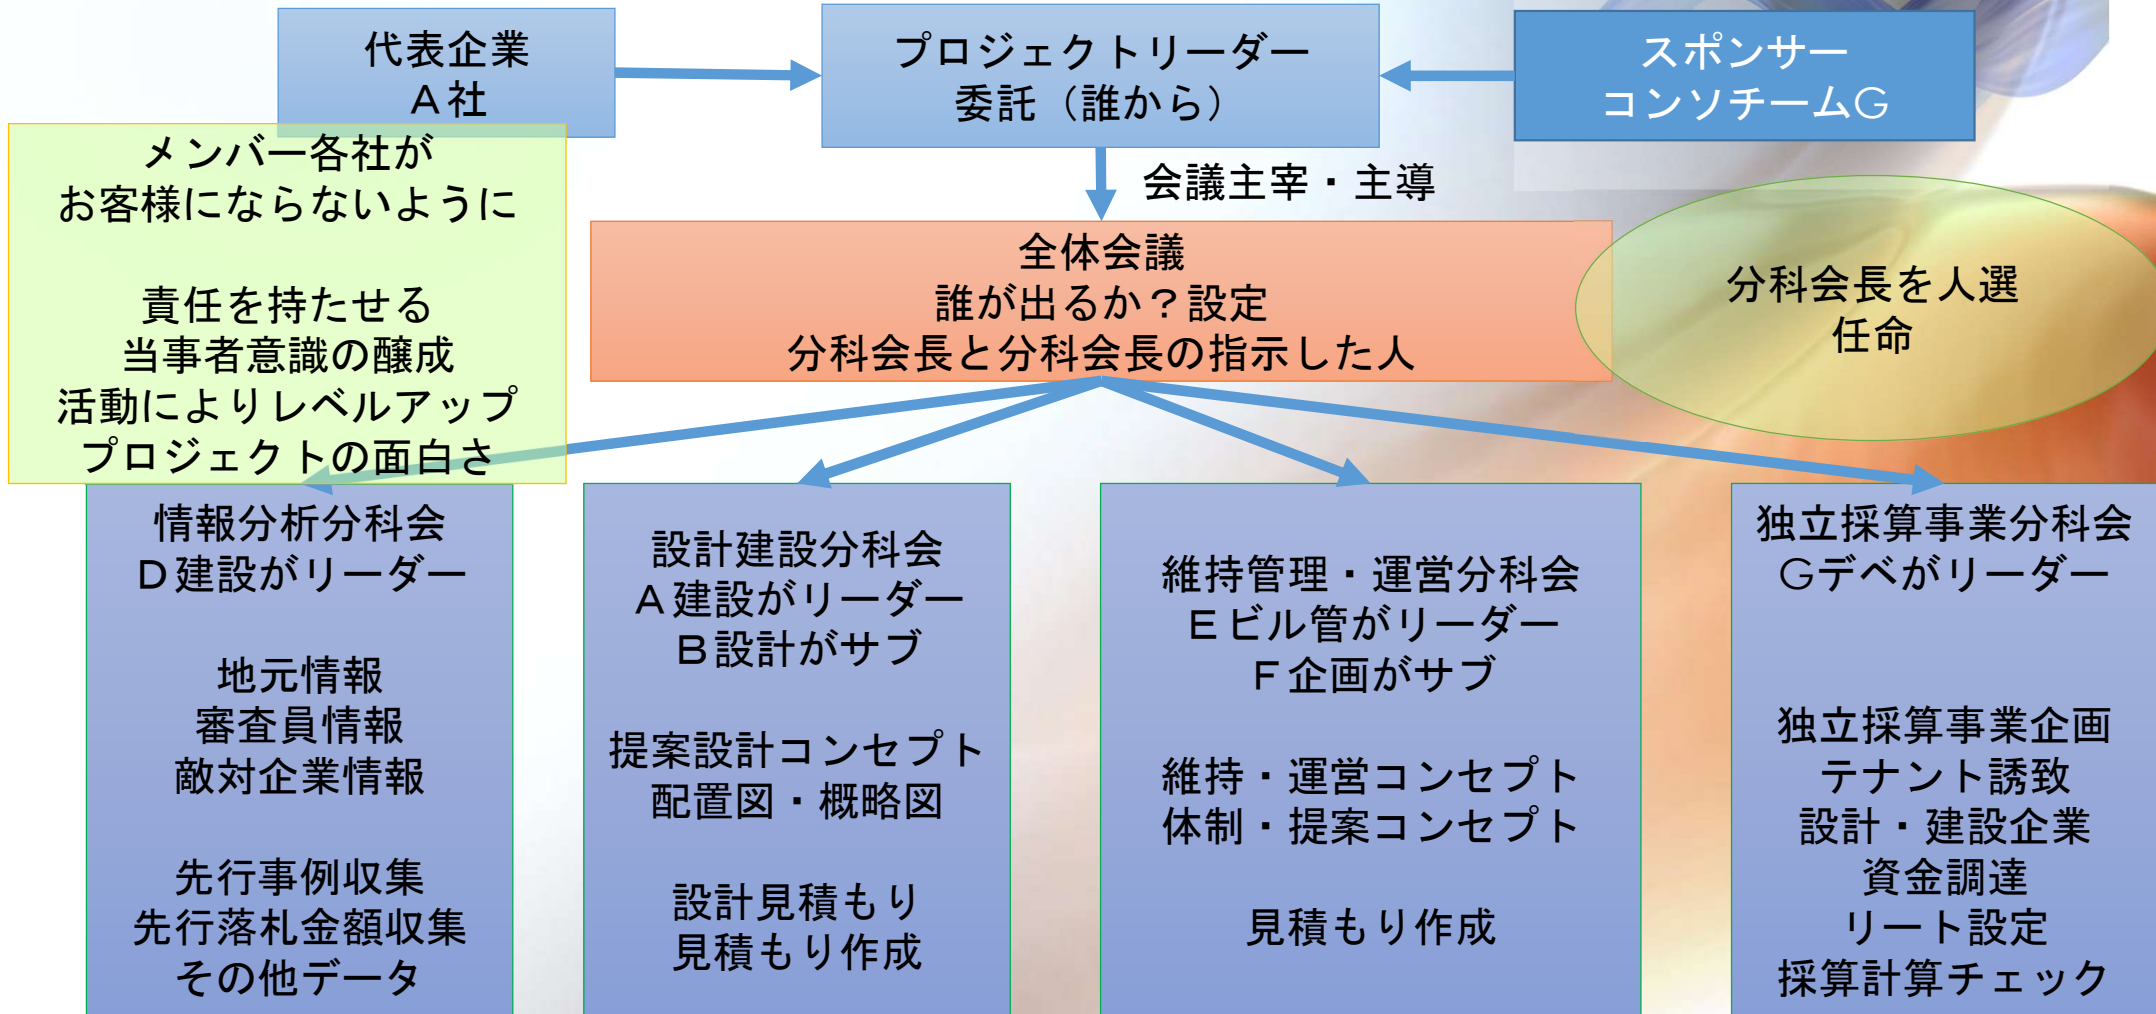 代表企業
A社
プロジェクトリーダー
委託（誰から）
スポンサー
コンソチームG
メンバー各社が
お客様にならないように
責任を持たせる
当事者意識の醸成
活動によりレベルアップ
プロジェクトの面白さ
会議主宰・主導
全体会議
誰が出るか？設定
分科会長と分科会長の指示した人
分科会長を人選
任命
情報分析分科会
D建設がリーダー
地元情報
審査員情報
敵対企業情報
先行事例収集
先行落札金額収集
その他データ
設計建設分科会
A建設がリーダー
B設計がサブ
提案設計コンセプト
配置図・概略図
設計見積もり
見積もり作成
維持管理・運営分科会
Eビル管がリーダー
F企画がサブ
維持・運営コンセプト
体制・提案コンセプト
見積もり作成
独立採算事業分科会
Gデベがリーダー
独立採算事業企画
テナント誘致
設計・建設企業
資金調達
リート設定
採算計算チェック